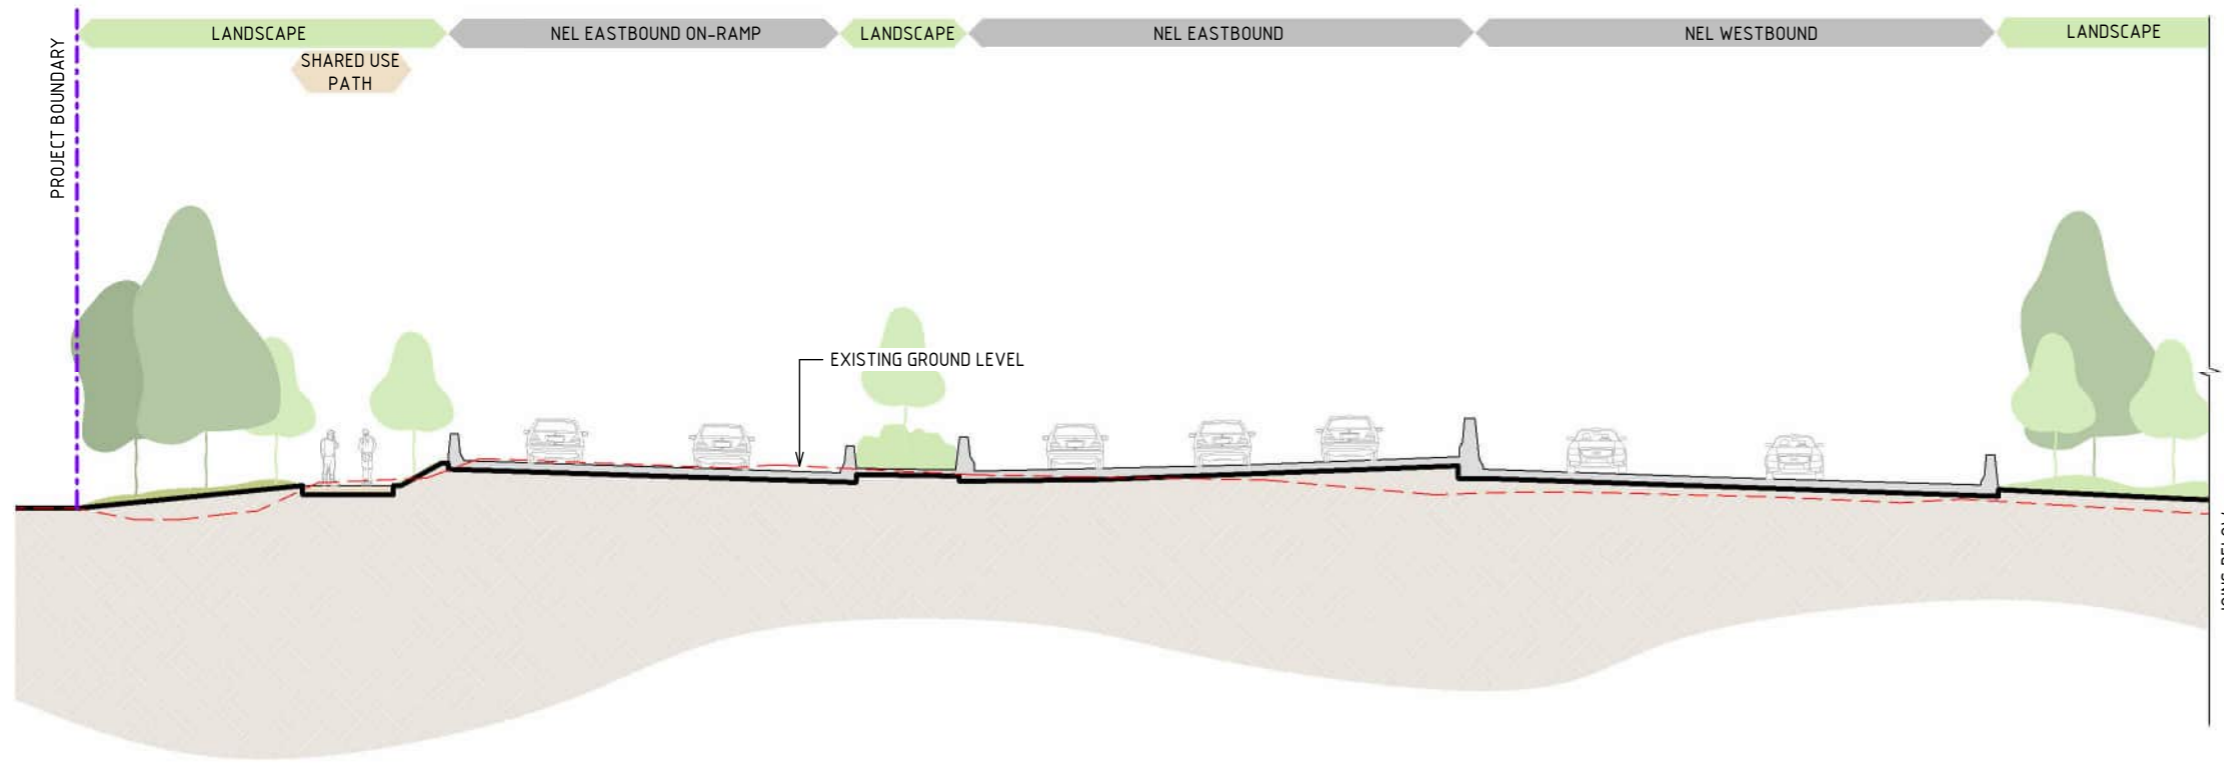 LANDSCAPE
NEL EASTBOUND ON-RAMP
LANDSCAPE
NEL EASTBOUND
NEL WESTBOUND
LANDSCAPE
SHARED USE
PATH
PROJECT BOUNDARY
EXISTING GROUND LEVEL